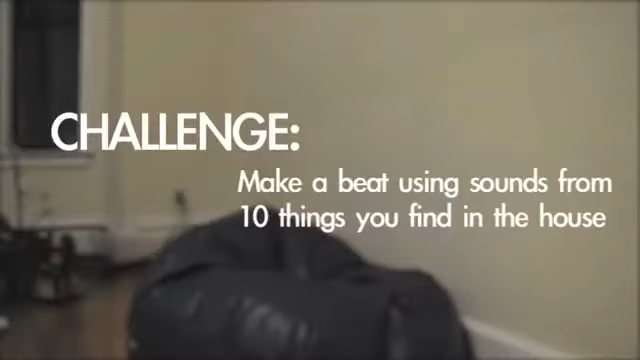 CHALLENGE:
Make a beat using sounds from
10 things you find in the house